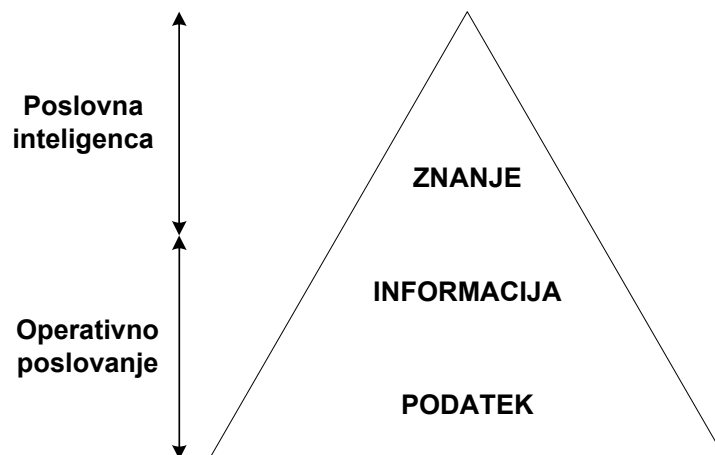 Poslovna
inteligenca
ZNANJE
INFORMACIJA
Operativno
poslovanje
PODATEK